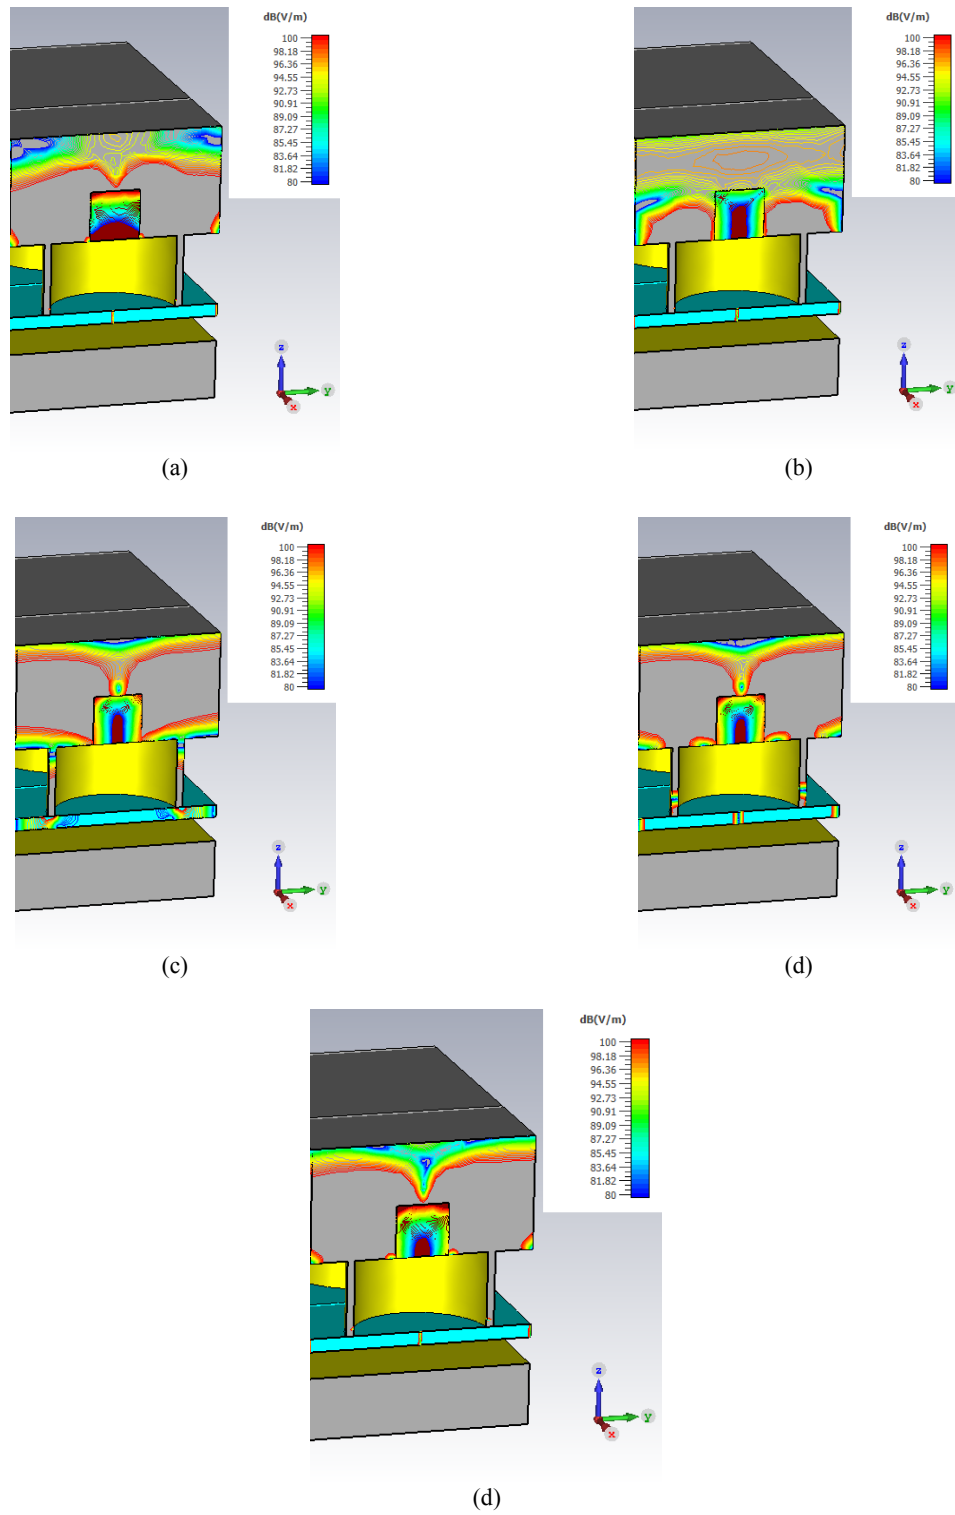 dB(V/m)
100
98.18
96.36
94.55
92.73
90.91
89.09
87.27
85.45
83.64
81.82
80
z
y
x
(a)
dB(V/m)
100
98.18
96.36
94.55
92.73
90.91
89.09
87.27
85.45
83.64
81.82
80
z
y
x
(b)
dB(V/m)
100
98.18
96.36
94.55
92.73
90.91
89.09
87.27
85.45
83.64
81.82
80
z
y
x
(c)
dB(V/m)
100
98.18
96.36
94.55
92.73
90.91
89.09
87.27
85.45
83.64
81.82
80
z
y
x
(d)
dB(V/m)
100
98.18
96.36
94.55
92.73
90.91
89.09
87.27
85.45
83.64
81.82
80
z
y
x
(d)